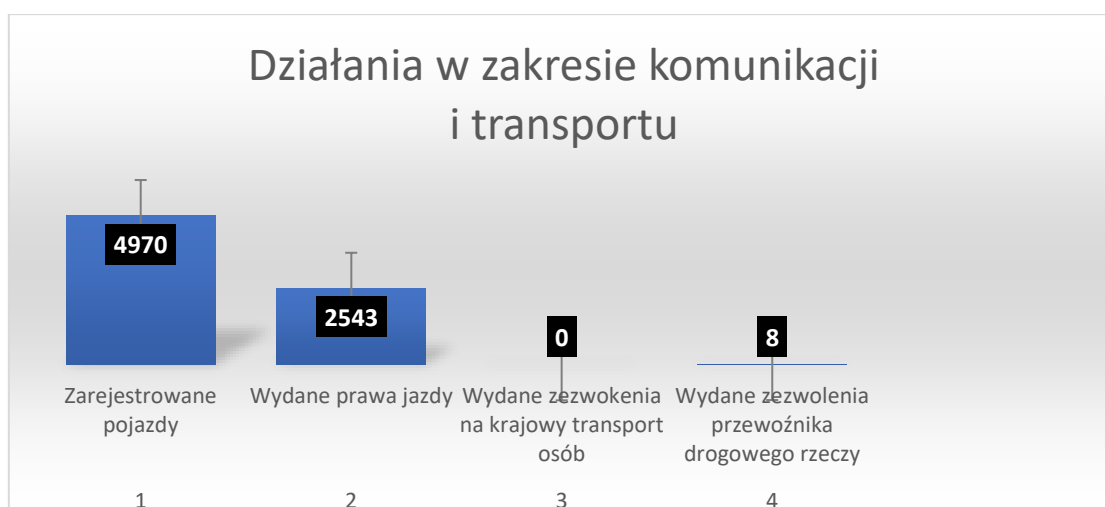 Działania w zakresie komunikacji
i transportu
4970
2543
0
8
Zarejestrowane
pojazdy
Wydane prawa jazdy
Wydane zezwokenia
na krajowy transport
osób
Wydane zezwolenia
przewoźnika
drogowego rzeczy
1
2
3
4